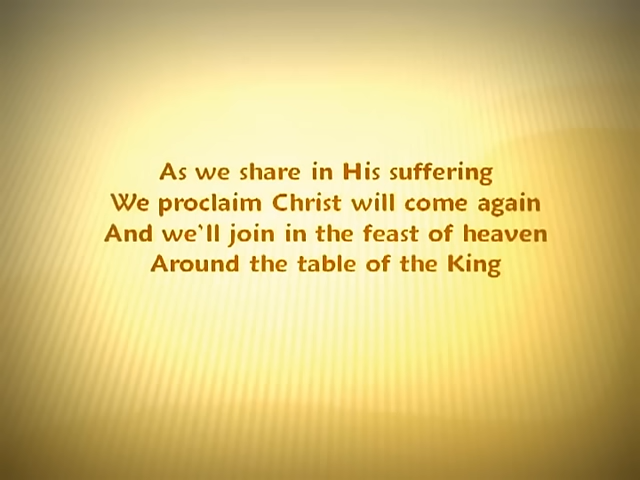 As we share in His suffering
We proclaim Christ will come again
And we`ll join in the feast of heaven
Around the table of the King